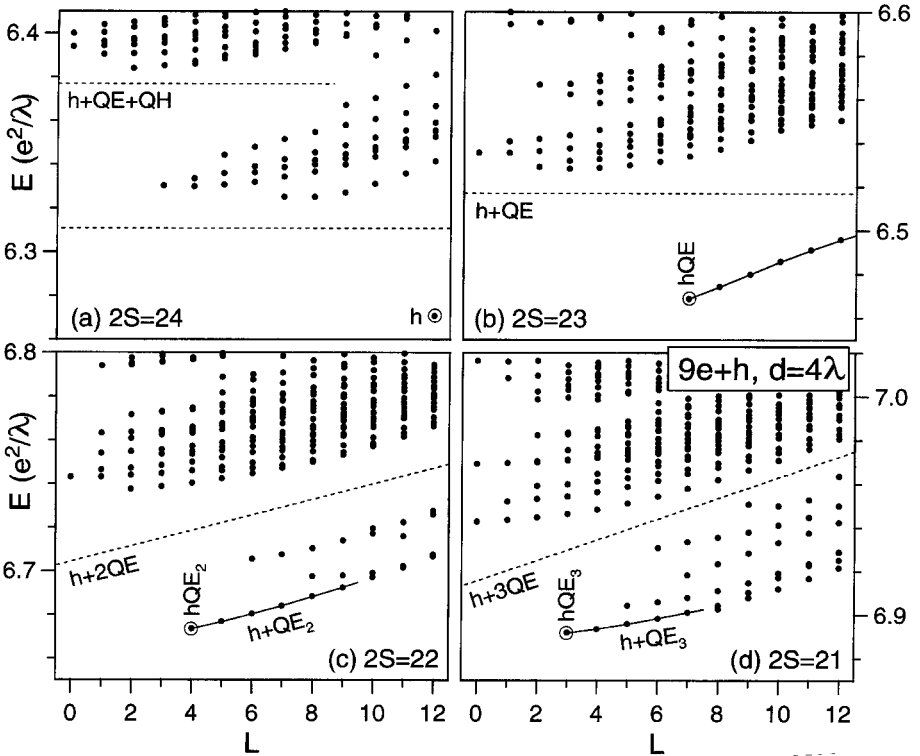 6.4
6.3
E (e²/λ)
h+QE+QH
(a) 2S=24
h
6.6
6.5
h+QE
hQE
(b) 2S=23
6.8
6.7
E (e²/λ)
h+2QE
hQE₂
h+QE₂
(c) 2S=22
0 2 4 6 8 10 12
L
9e+h, d=4λ
7.0
6.9
h+3QE
hQE₃
h+QE₃
(d) 2S=21
0 2 4 6 8 10 12
L